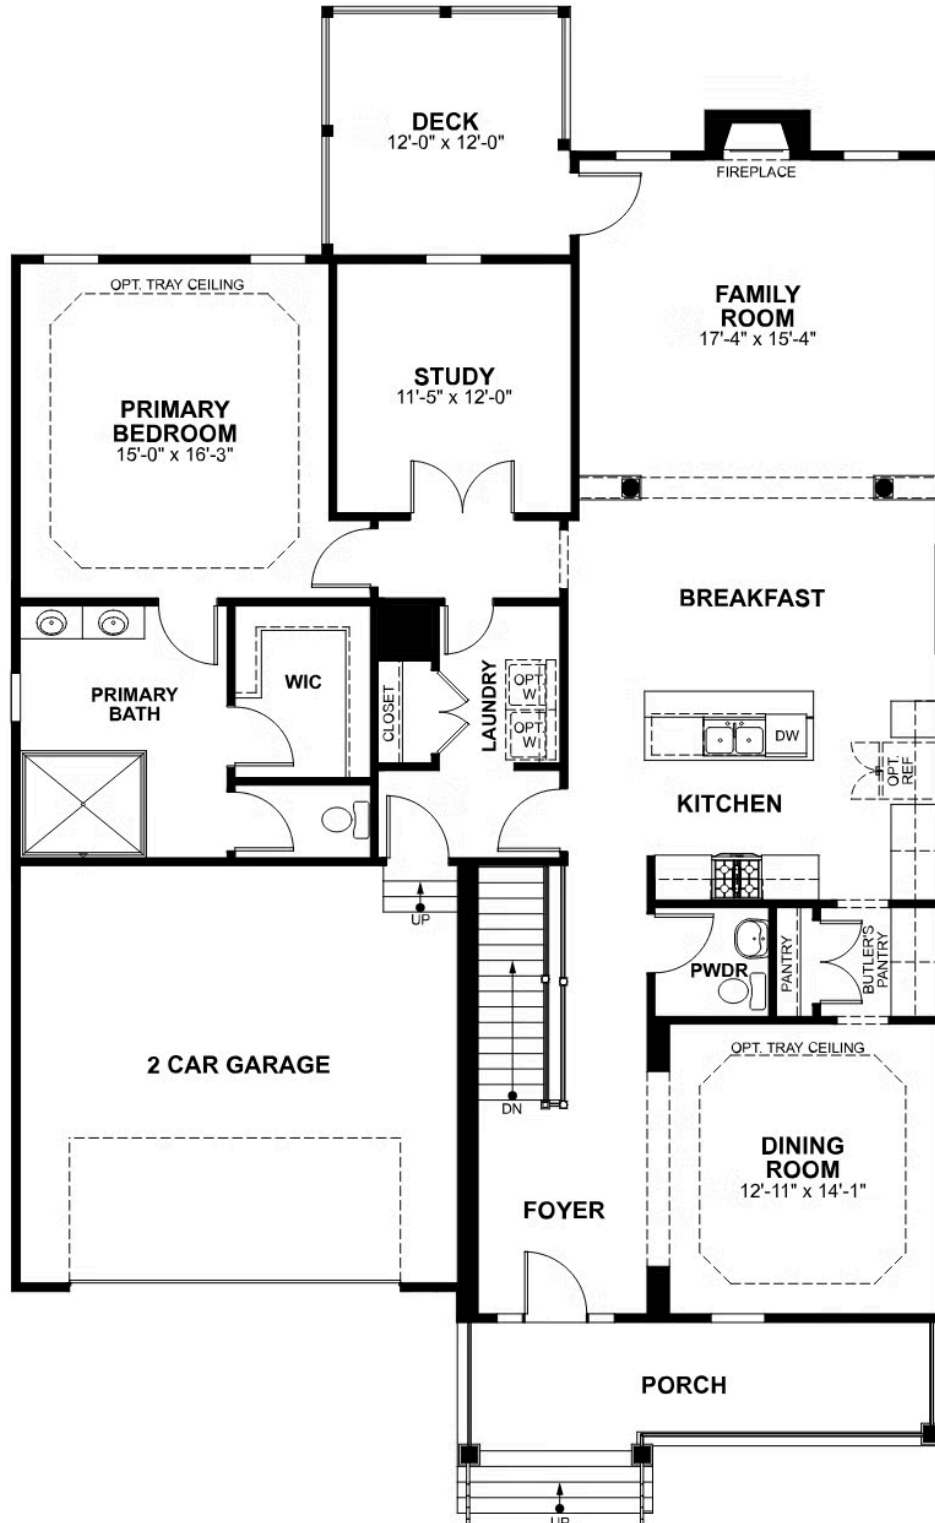 DECK
12'-0" x 12'-0"
FIREPLACE
FAMILY
ROOM
17'-4" x 15'-4"
OPT. TRAY CEILING
PRIMARY
BEDROOM
15'-0" x 16'-3"
STUDY
11'-5" x 12'-0"
BREAKFAST
PRIMARY
BATH
WIC
CLOSET
LAUNDRY
OPT.
W
OPT.
W
DW
OPT.
REF
KITCHEN
UP
PWDR
PANTRY
BUTLER'S
PANTRY
2 CAR GARAGE
DN
OPT. TRAY CEILING
DINING
ROOM
12'-11" x 14'-1"
FOYER
PORCH
UP